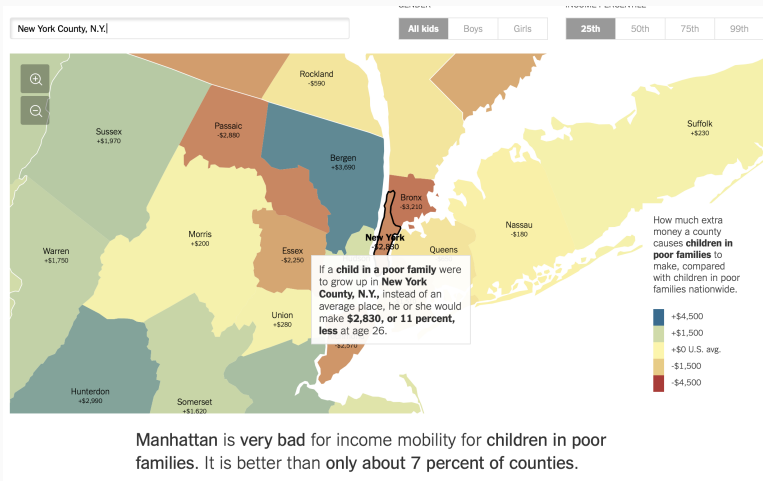 New York County, N.Y.
All kids
Boys
Girls
25th
50th
75th
99th
Rockland
-$590
Sussex
+$1,970
Passaic
-$2,880
Bergen
+$3,690
Suffolk
+$230
Bronx
-$3,210
Morris
+$200
Warren
+$1,750
Essex
-$2,250
New York
-$2,830
Queens
Nassau
-$180
Union
+$280
If a child in a poor family were
to grow up in New York
County, N.Y., instead of an
average place, he or she would
make $2,830, or 11 percent,
less at age 26.
Hunterdon
+$2,990
Somerset
+$1,620
How much extra
money a county
causes children in
poor families to
make, compared
with children in poor
families nationwide.
+$4,500
+$1,500
+$0 U.S. avg.
-$1,500
-$4,500
Manhattan is very bad for income mobility for children in poor
families. It is better than only about 7 percent of counties.